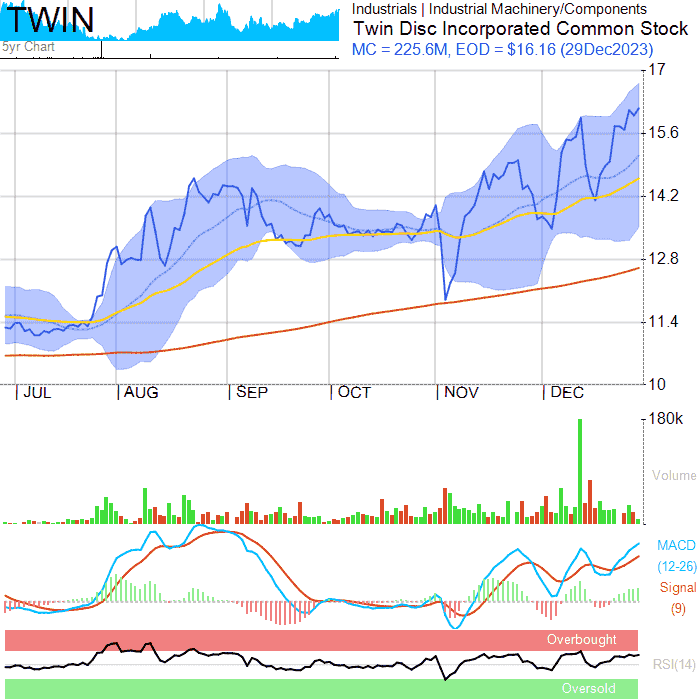 TWIN
5yr Chart
Industrials | Industrial Machinery/Components
Twin Disc Incorporated Common Stock
MC = 225.6M, EOD = $16.16 (29Dec2023)
17
15.6
14.2
12.8
11.4
10
|JUL |AUG |SEP |OCT |NOV |DEC
180k
Volume
MACD
(12-26)
Signal
(9)
Overbought
RSI(14)
Oversold